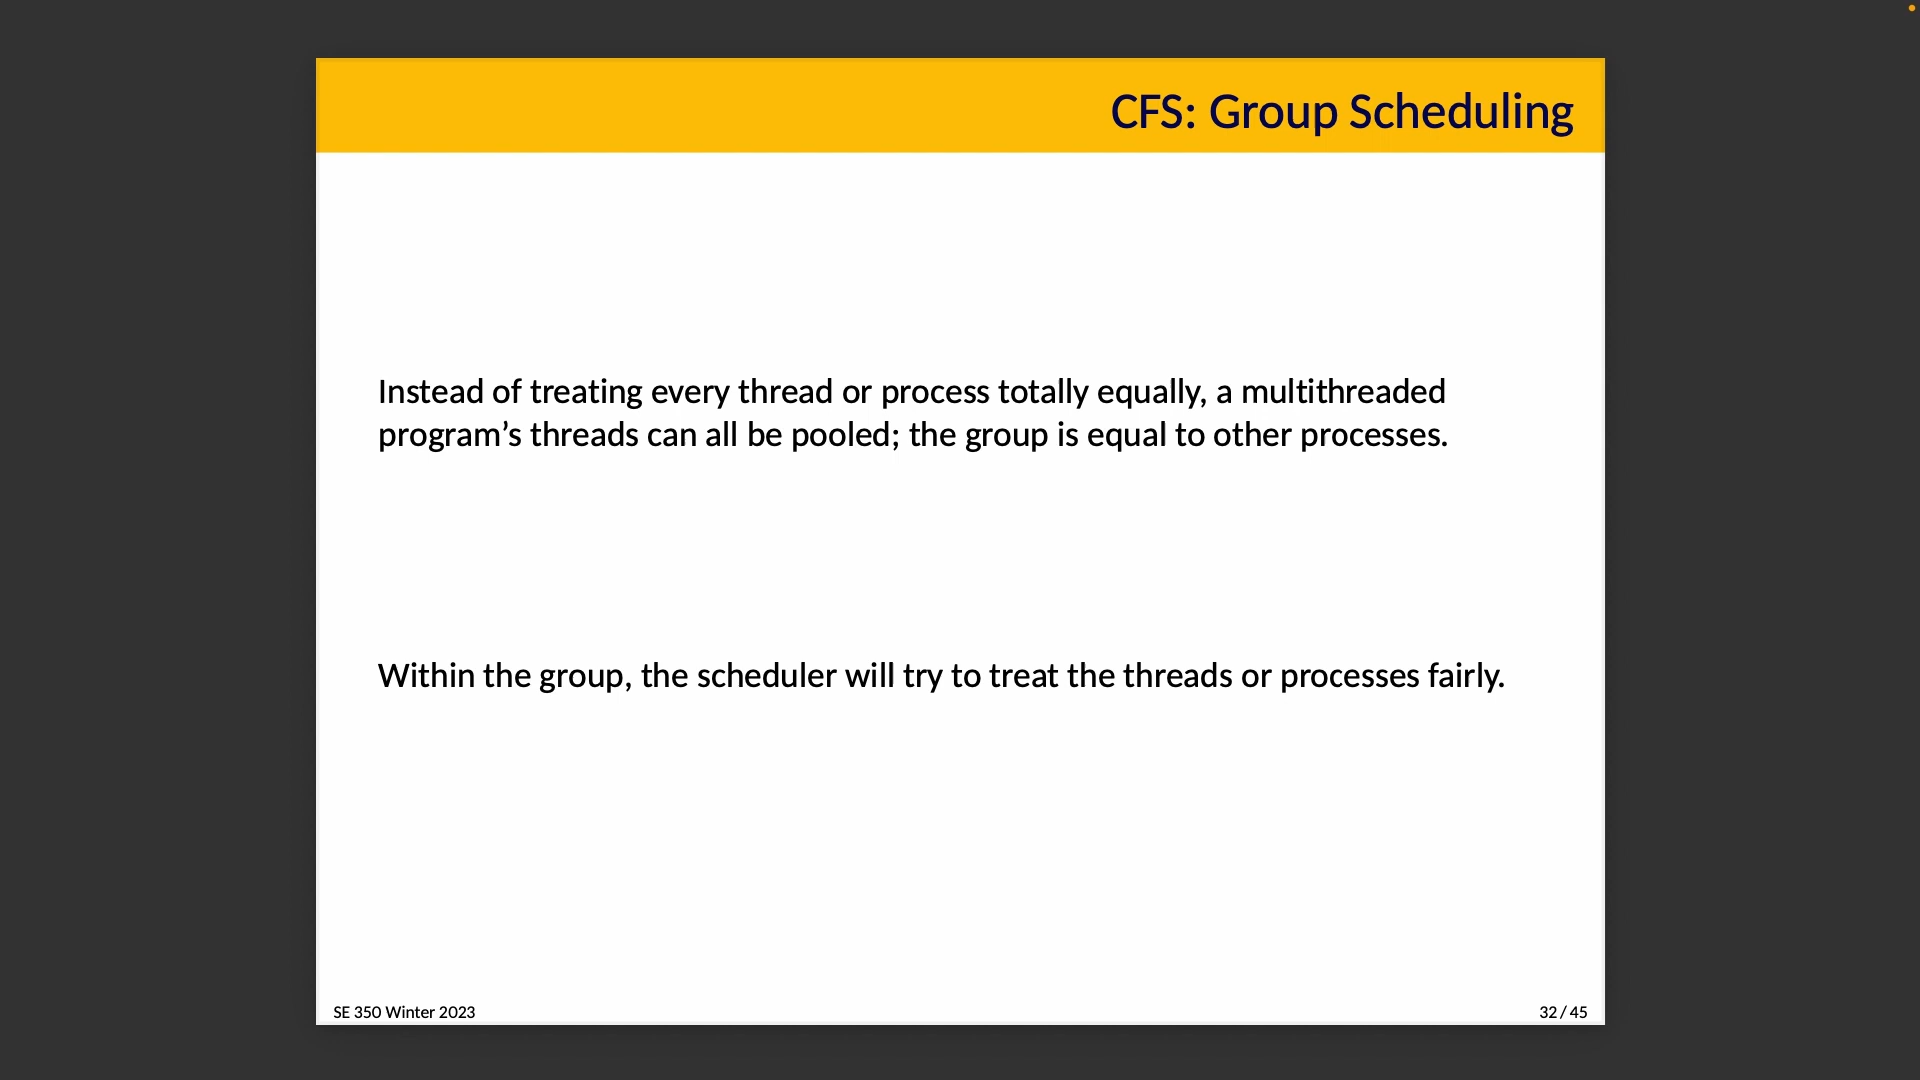 CFS: Group Scheduling
Instead of treating every thread or process totally equally, a multithreaded
program’s threads can all be pooled; the group is equal to other processes.
Within the group, the scheduler will try to treat the threads or processes fairly.
SE 350 Winter 2023
32 / 45